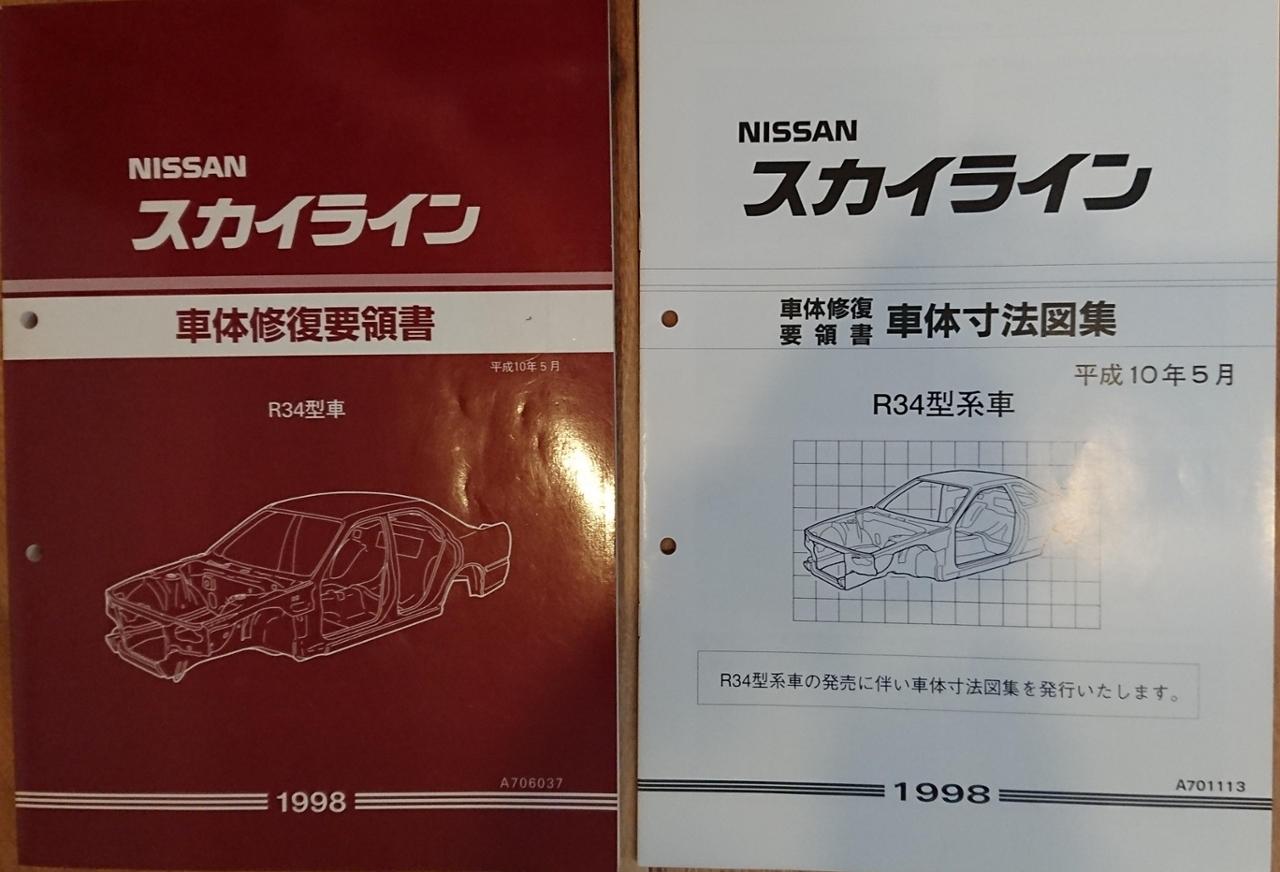 NISSAN
スカイライン
車体修復要領書
平成10年5月
R34型車
A706037
1998
NISSAN
スカイライン
車体修復
要領書
車体寸法図集
平成10年5月
R34型系車
R34型系車の発売に伴い車体寸法図集を発行いたします。
A701113
1998